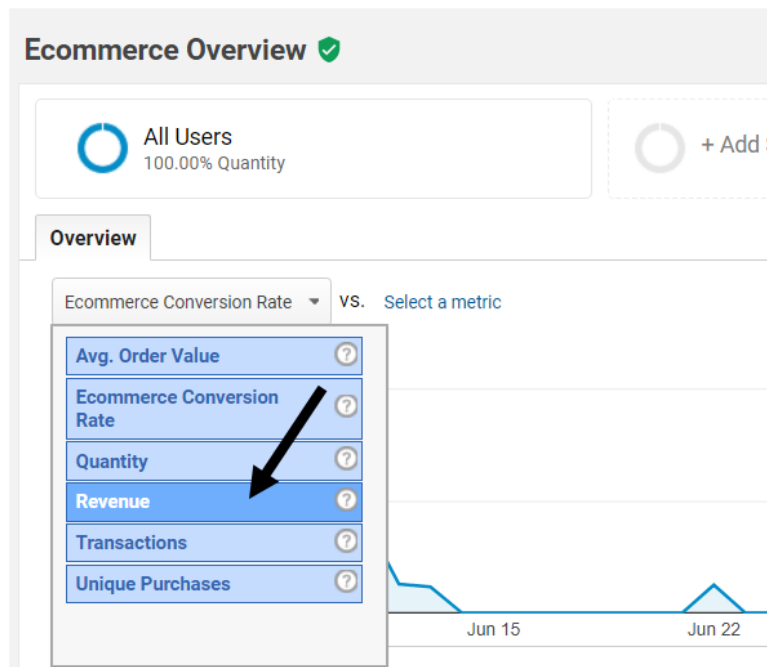 Ecommerce Overview
All Users
100.00% Quantity
+ Add
Overview
Ecommerce Conversion Rate VS. Select a metric
Avg. Order Value ?
Ecommerce Conversion
Rate ?
Quantity ?
Revenue ?
Transactions ?
Unique Purchases ?
Jun 15 Jun 22